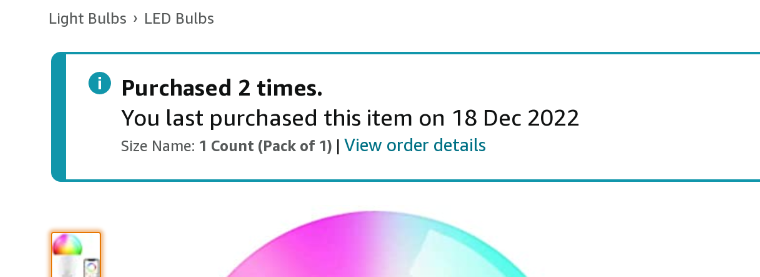 Light Bulbs › LED Bulbs
Purchased 2 times.
You last purchased this item on 18 Dec 2022
Size Name: 1 Count (Pack of 1) | View order details